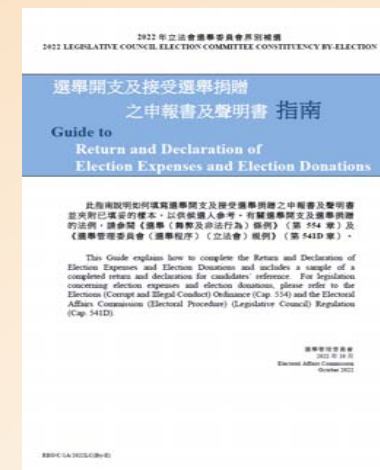 2022 年立法會選舉委員會界別補選
2022 LEGISLATIVE COUNCIL ELECTION COMMITTEE CONSTITUENCY BY-ELECTION
選舉開支及接受選舉捐贈
之申報書及聲明書 指南
Guide to
Return and Declaration of
Election Expenses and Election Donations
此指南說明如何填寫選舉開支及接受選舉捐贈之申報書及聲明書
並夾附已填妥的樣本，以供候選人參考。有關選舉開支及選舉捐贈
的法例，請參閱《選舉（舞弊及非法行為）條例》（第 554 章）及
《選舉管理委員會（選舉程序）（立法會）規例》（第 541D 章）。
This Guide explains how to complete the Return and Declaration of
Election Expenses and Election Donations and includes a sample of a
completed return and declaration for candidates' reference. For legislation
concerning election expenses and election donations, please refer to the
Elections (Corrupt and Illegal Conduct) Ordinance (Cap. 554) and the Electoral
Affairs Commission (Electoral Procedure) (Legislative Council) Regulation
(Cap. 541D).
選舉管理委員會
2022 年 10 月
Electoral Affairs Commission
October 2022